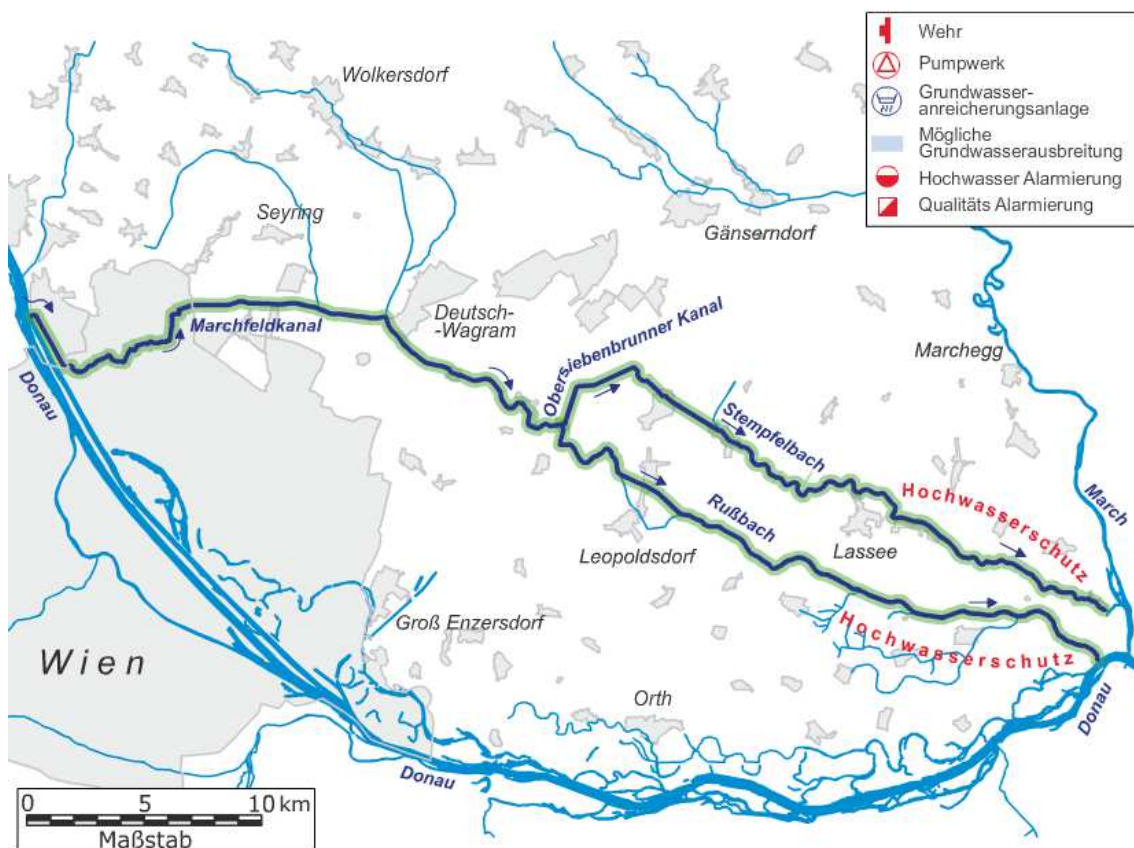 Wehr
Pumpwerk
Grundwasser-
anreicherungsanlage
Mögliche
Grundwasserausbreitung
Hochwasser Alarmierung
Qualitäts Alarmierung
Wolkersdorf
Seyring
Gänserndorf
Deutsch-
-Wagram
Marchfeldkanal
Obersiebenbrunner Kanal
Marchegg
Donau
Stempfelbach
March
Hochwasserschutz
Rußbach
Lassee
Leopoldsdorf
Groß Enzersdorf
Hochwasserschutz
Wien
Orth
Donau
Donau
0 5 10 km
Maßstab